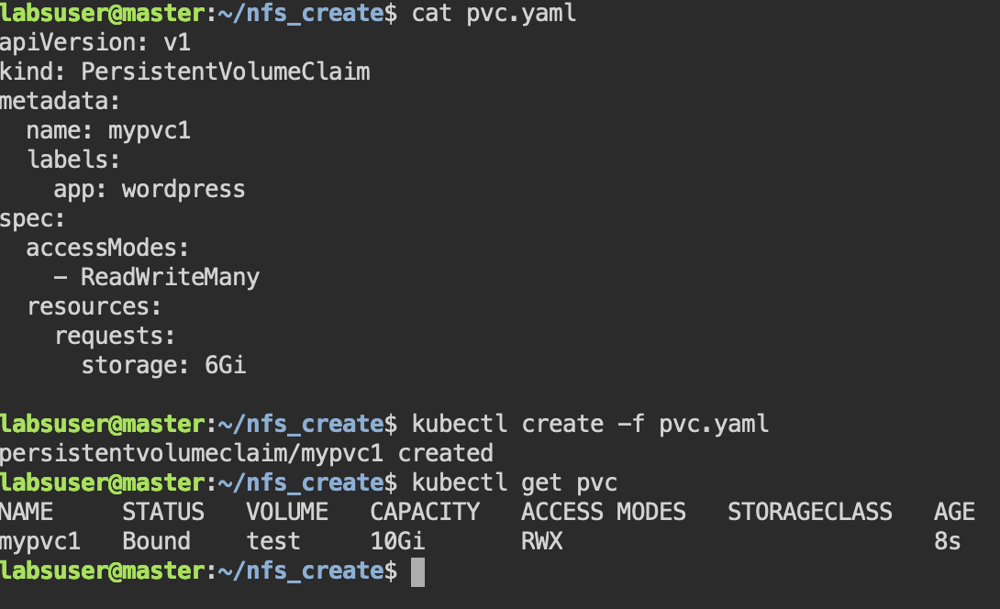 labsuser@master:~/nfs_create$ cat pvc.yaml
apiVersion: v1
kind: PersistentVolumeClaim
metadata:
  name: mypvc1
  labels:
    app: wordpress
spec:
  accessModes:
    - ReadWriteMany
  resources:
    requests:
      storage: 6Gi
labsuser@master:~/nfs_create$ kubectl create -f pvc.yaml
persistentvolumeclaim/mypvc1 created
labsuser@master:~/nfs_create$ kubectl get pvc
NAME     STATUS   VOLUME   CAPACITY   ACCESS MODES   STORAGECLASS   AGE
mypvc1   Bound    test     10Gi       RWX                           8s
labsuser@master:~/nfs_create$